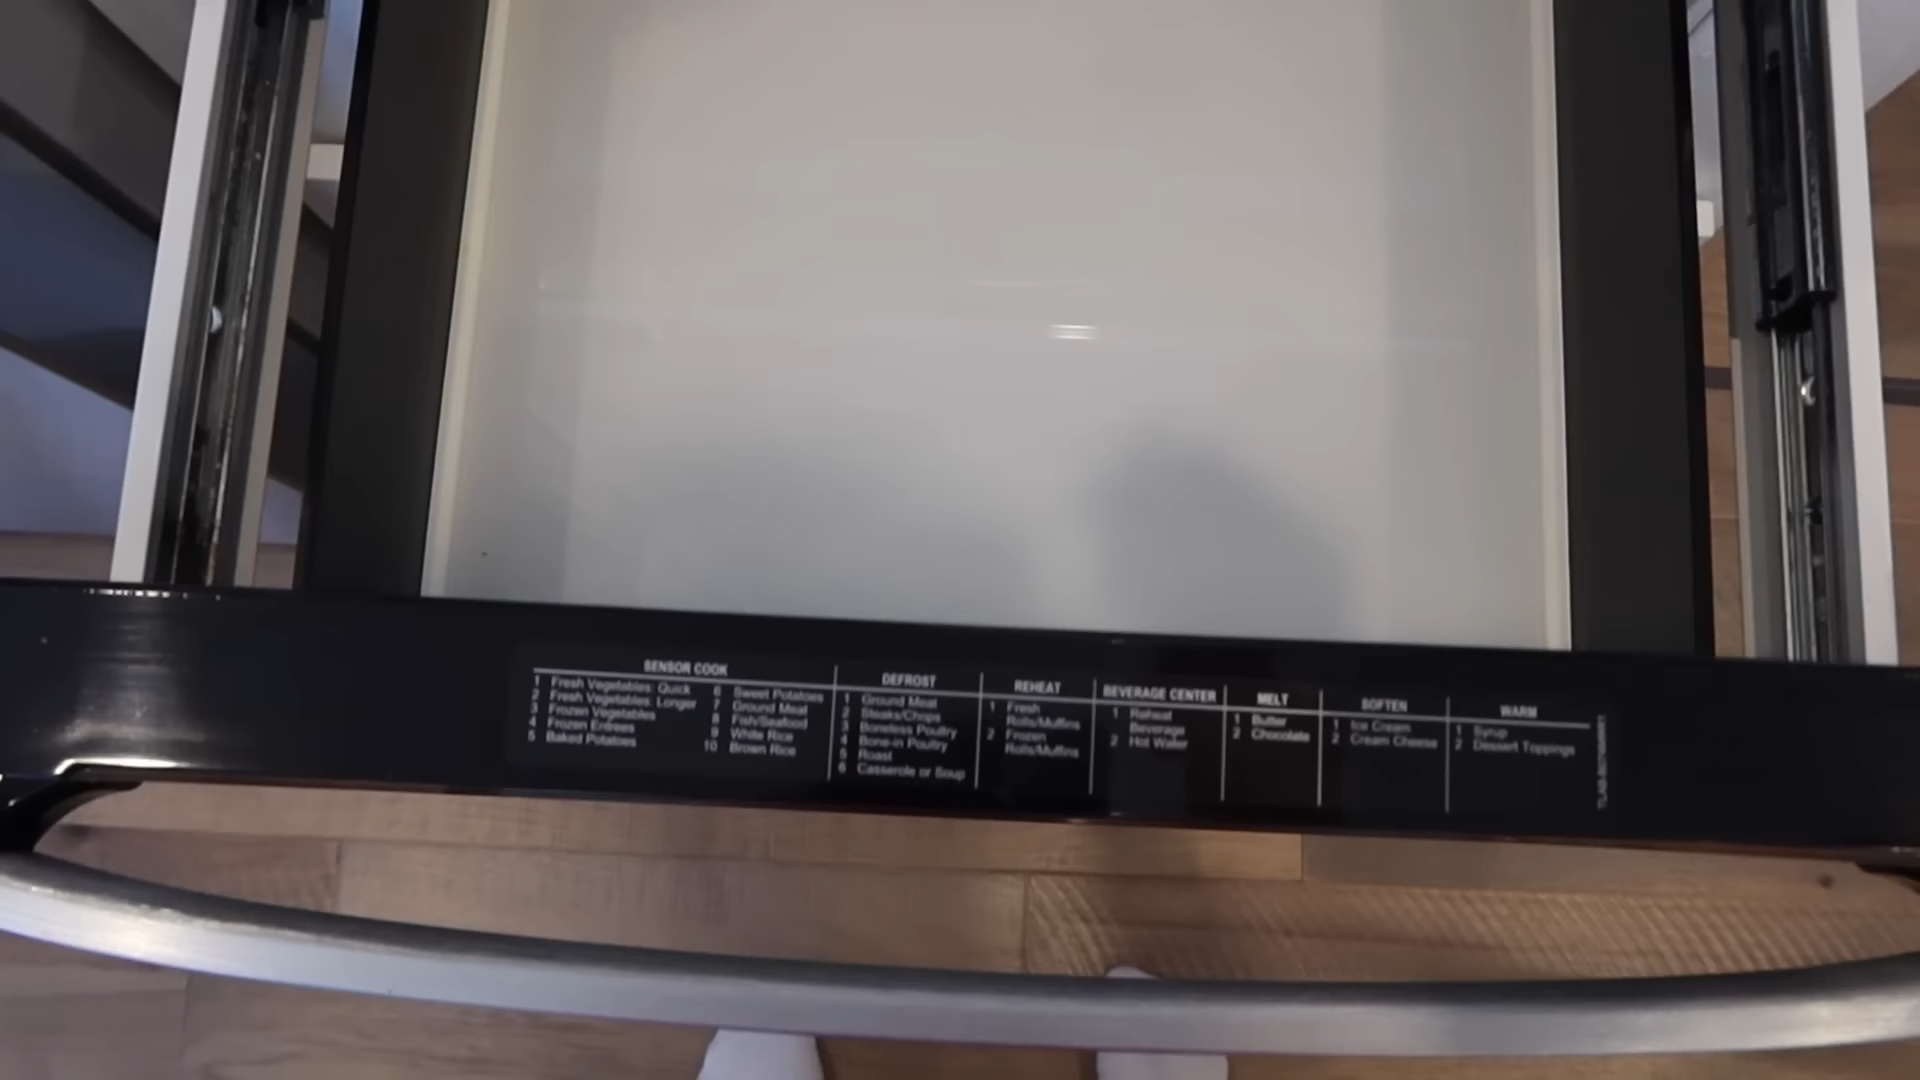 SENSOR COOK
1 Fresh Vegetables: Quick
2 Fresh Vegetables: Longer
3 Frozen Vegetables
4 Frozen Entrees
5 Baked Potatoes
6 Sweet Potatoes
7 Ground Meat
8 Fish/Seafood
9 White Rice
10 Brown Rice
DEFROST
1 Ground Meat
2 Steaks/Chops
3 Boneless Poultry
4 Bone-in Poultry
5 Roast
6 Casserole or Soup
REHEAT
1 Fresh
Rolls/Muffins
2 Frozen
Rolls/Muffins
BEVERAGE CENTER
1 Reheat
Beverage
2 Hot Water
MELT
1 Butter
2 Chocolate
SOFTEN
1 Ice Cream
2 Cream Cheese
WARM
1 Syrup
2 Dessert Toppings